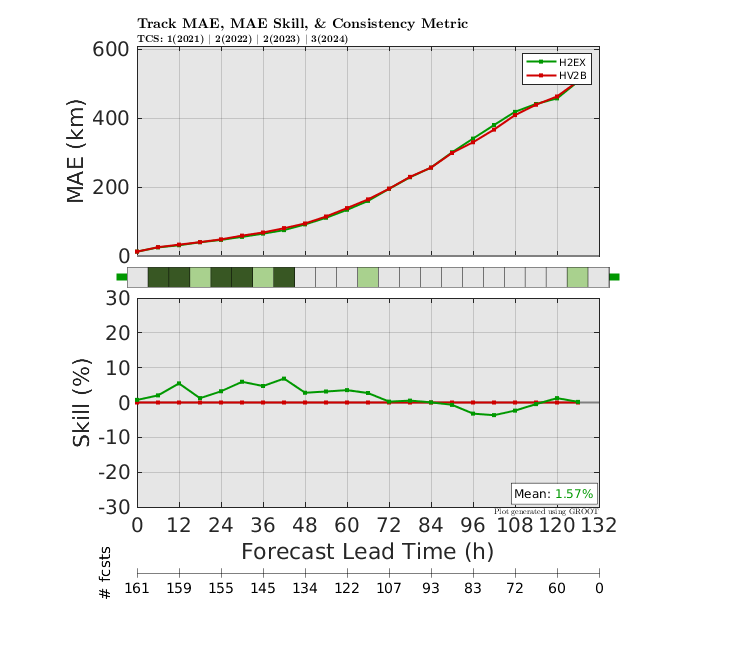 Track MAE, MAE Skill, & Consistency Metric
TCS: 1(2021) | 2(2022) | 2(2023) | 3(2024)
MAE (km)
600
400
200
0
H2EX
HV2B
Skill (%)
30
20
10
0
-10
-20
-30
Mean: 1.57%
Plot generated using GROOT
0 12 24 36 48 60 72 84 96 108 120 132
Forecast Lead Time (h)
# fcsts
161 159 155 145 134 122 107 93 83 72 60 0